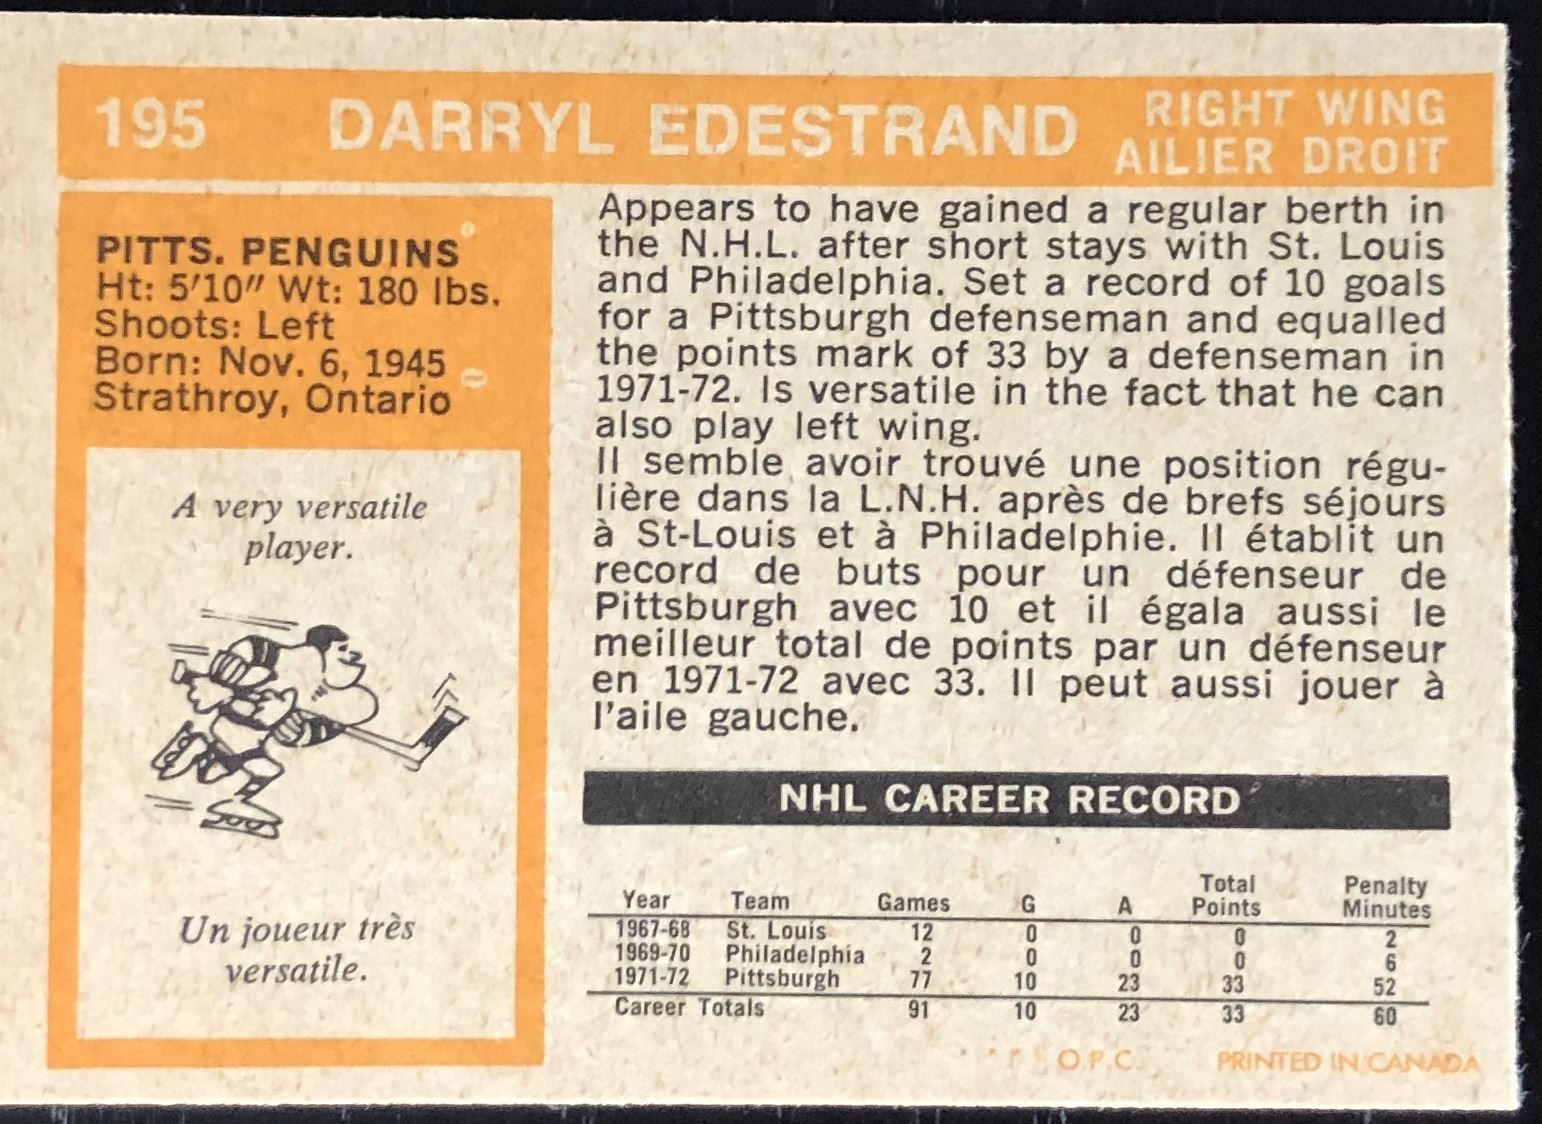 195 DARRYL EDESTRAND RIGHT WING
AILIER DROIT
PITTS. PENGUINS
Ht: 5'10" Wt: 180 lbs.
Shoots: Left
Born: Nov. 6, 1945
Strathroy, Ontario
A very versatile
player.
Un joueur très
versatile.
Appears to have gained a regular berth in
the N.H.L. after short stays with St. Louis
and Philadelphia. Set a record of 10 goals
for a Pittsburgh defenseman and equalled
the points mark of 33 by a defenseman in
1971-72. Is versatile in the fact that he can
also play left wing.
Il semble avoir trouvé une position régu-
lière dans la L.N.H. après de brefs séjours
à St-Louis et à Philadelphie. Il établit un
record de buts pour un défenseur de
Pittsburgh avec 10 et il égala aussi le
meilleur total de points par un défenseur
en 1971-72 avec 33. Il peut aussi jouer à
l'aile gauche.
NHL CAREER RECORD
Year Team Games G A Total Points Penalty Minutes
1967-68 St. Louis 12 0 0 0 2
1969-70 Philadelphia 2 0 0 0 6
1971-72 Pittsburgh 77 10 23 33 52
Career Totals 91 10 23 33 60
O.P.C. PRINTED IN CANADA